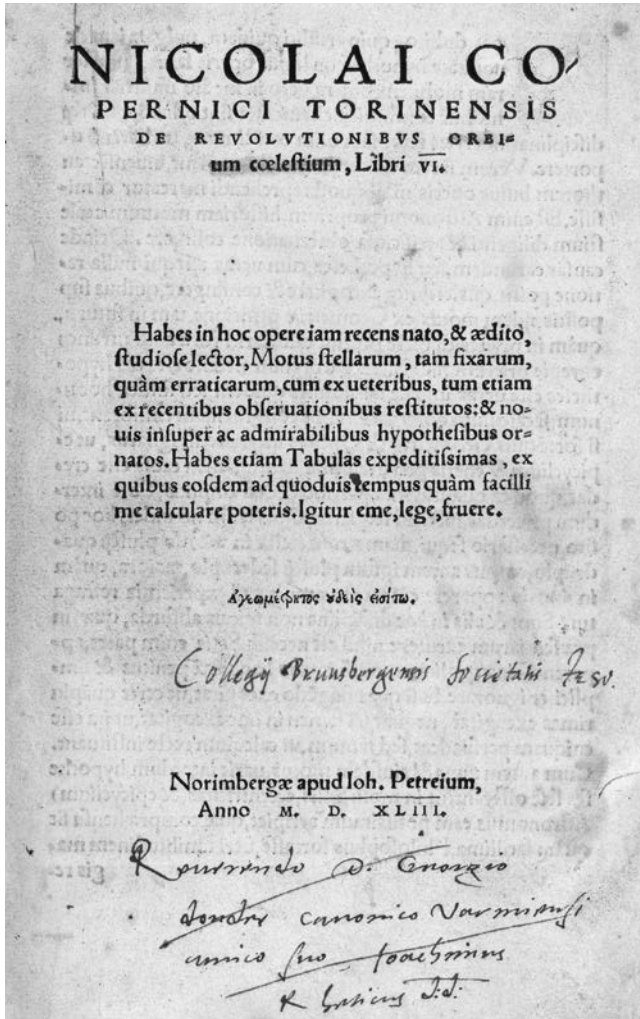 NICOLAI CO-
PERNICI TORINENSIS
DE REVOLVTIONIBVS ORBI=
um cœleſtium, Libri VI.
Habes in hoc opere iam recens nato, & ædito,
ſtudioſe lector, Motus ſtellarum, tam fixarum,
quàm erraticarum, cum ex ueteribus, tum etiam
ex recentibus obſeruationibus reſtitutos: & no=
uis inſuper ac admirabilibus hypotheſibus or=
natos. Habes etiam Tabulas expeditiſsimas, ex
quibus eoſdem ad quoduis tempus quàm facilli
me calculare poteris. Igitur eme, lege, fruere.
Ἀγεωμέτρητος οὐδεὶς εἰσίτω.
Collegij Brunsbergensis Societatis Jesu.
Norimbergæ apud Ioh. Petreium,
Anno M. D. XLIII.
Reuerendo D. Georgio
donder canonico Varmiensi
amico suo Joachimus
Rheticus d.d.